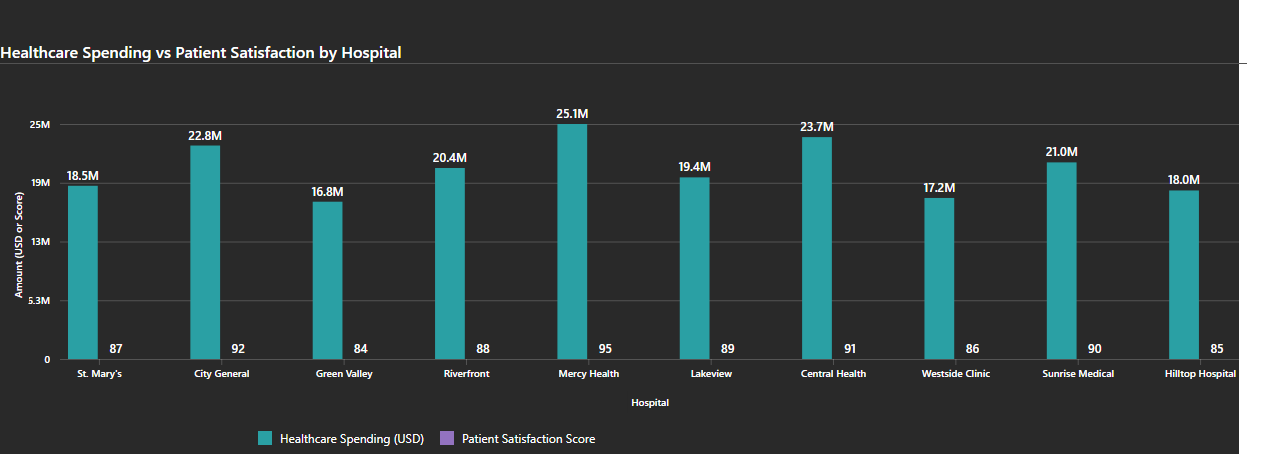 Healthcare Spending vs Patient Satisfaction by Hospital
25.1M
25M
23.7M
22.8M
21.0M
20.4M
19.4M
18.5M
18.0M
19M
16.8M
17.2M
Amount (USD or Score)
13M
5.3M
87
92
84
88
95
89
91
86
90
85
0
St. Mary's
City General
Green Valley
Riverfront
Mercy Health
Lakeview
Central Health
Westside Clinic
Sunrise Medical
Hilltop Hospital
Hospital
Healthcare Spending (USD)
Patient Satisfaction Score